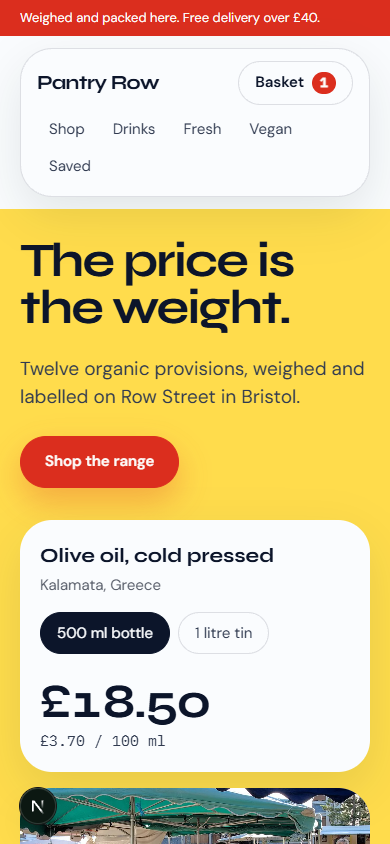 Weighed and packed here. Free delivery over £40.
Pantry Row
Basket 1
Shop Drinks Fresh Vegan
Saved
The price is
the weight.
Twelve organic provisions, weighed and
labelled on Row Street in Bristol.
Shop the range
Olive oil, cold pressed
Kalamata, Greece
500 ml bottle 1 litre tin
£18.50
£3.70 / 100 ml
N